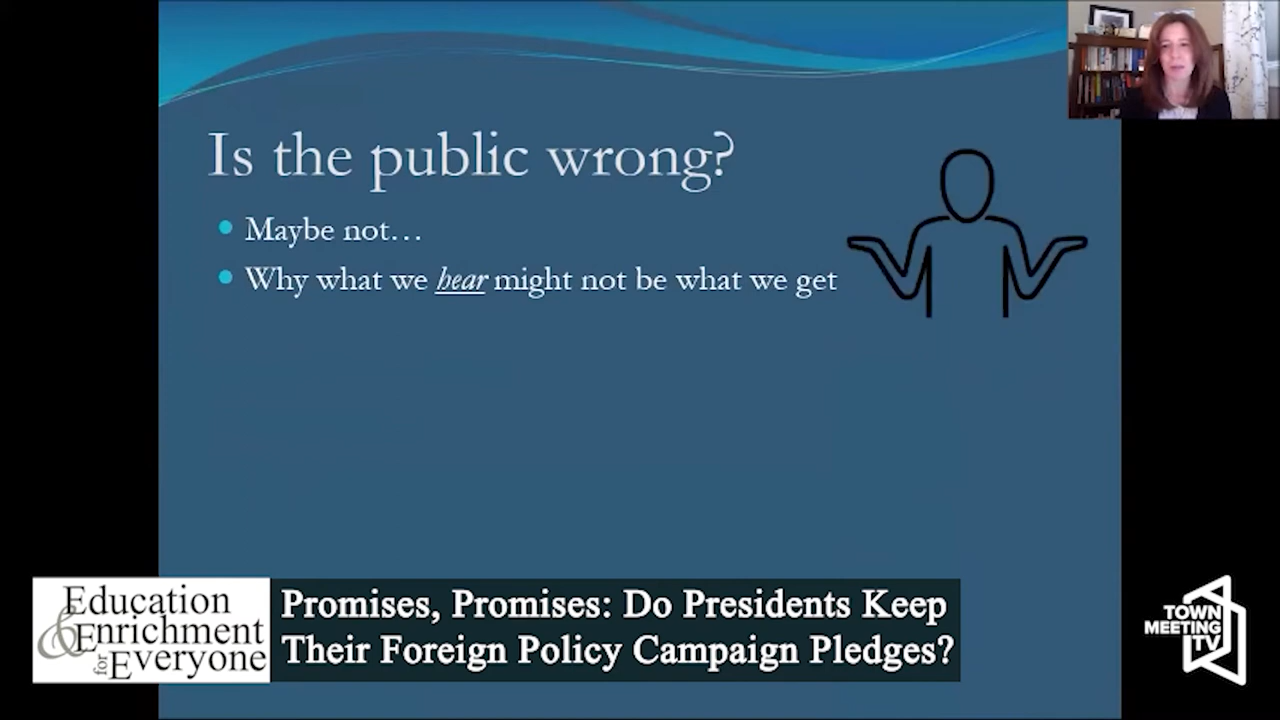 Is the public wrong?
Maybe not…
Why what we hear might not be what we get
Education
& Enrichment
for Everyone
Promises, Promises: Do Presidents Keep
Their Foreign Policy Campaign Pledges?
TOWN
MEETING
TV